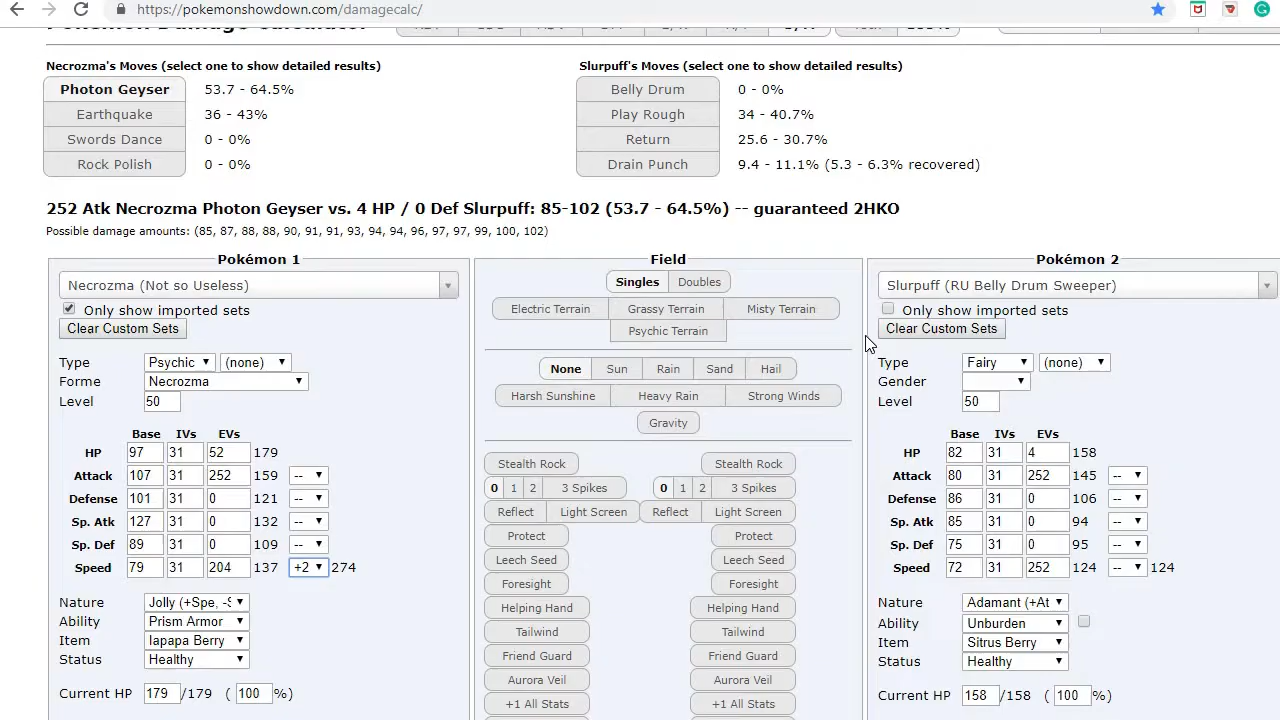 https://pokemonshowdown.com/damagecalc/
Necrozma's Moves (select one to show detailed results)
Slurpuff's Moves (select one to show detailed results)
Photon Geyser 53.7 - 64.5% Belly Drum 0 - 0%
Earthquake 36 - 43% Play Rough 34 - 40.7%
Swords Dance 0 - 0% Return 25.6 - 30.7%
Rock Polish 0 - 0% Drain Punch 9.4 - 11.1% (5.3 - 6.3% recovered)
252 Atk Necrozma Photon Geyser vs. 4 HP / 0 Def Slurpuff: 85-102 (53.7 - 64.5%) -- guaranteed 2HKO
Possible damage amounts: (85, 87, 88, 88, 90, 91, 91, 93, 94, 94, 96, 97, 97, 99, 100, 102)
Pokémon 1
Necrozma (Not so Useless)
Only show imported sets
Clear Custom Sets
Type Psychic (none)
Forme Necrozma
Level 50
Base IVs EVs
HP 97 31 52 179
Attack 107 31 252 159 --
Defense 101 31 0 121 --
Sp. Atk 127 31 0 132 --
Sp. Def 89 31 0 109 --
Speed 79 31 204 137 +2 274
Nature Jolly (+Spe, -S
Ability Prism Armor
Item Iapapa Berry
Status Healthy
Current HP 179 /179 ( 100 %)
Field
Singles Doubles
Electric Terrain Grassy Terrain Misty Terrain
Psychic Terrain
None Sun Rain Sand Hail
Harsh Sunshine Heavy Rain Strong Winds
Gravity
Stealth Rock Stealth Rock
0 1 2 3 Spikes 0 1 2 3 Spikes
Reflect Light Screen Reflect Light Screen
Protect Protect
Leech Seed Leech Seed
Foresight Foresight
Helping Hand Helping Hand
Tailwind Tailwind
Friend Guard Friend Guard
Aurora Veil Aurora Veil
+1 All Stats +1 All Stats
Pokémon 2
Slurpuff (RU Belly Drum Sweeper)
Only show imported sets
Clear Custom Sets
Type Fairy (none)
Gender
Level 50
Base IVs EVs
HP 82 31 4 158
Attack 80 31 252 145 --
Defense 86 31 0 106 --
Sp. Atk 85 31 0 94 --
Sp. Def 75 31 0 95 --
Speed 72 31 252 124 -- 124
Nature Adamant (+At
Ability Unburden
Item Sitrus Berry
Status Healthy
Current HP 158 /158 ( 100 %)